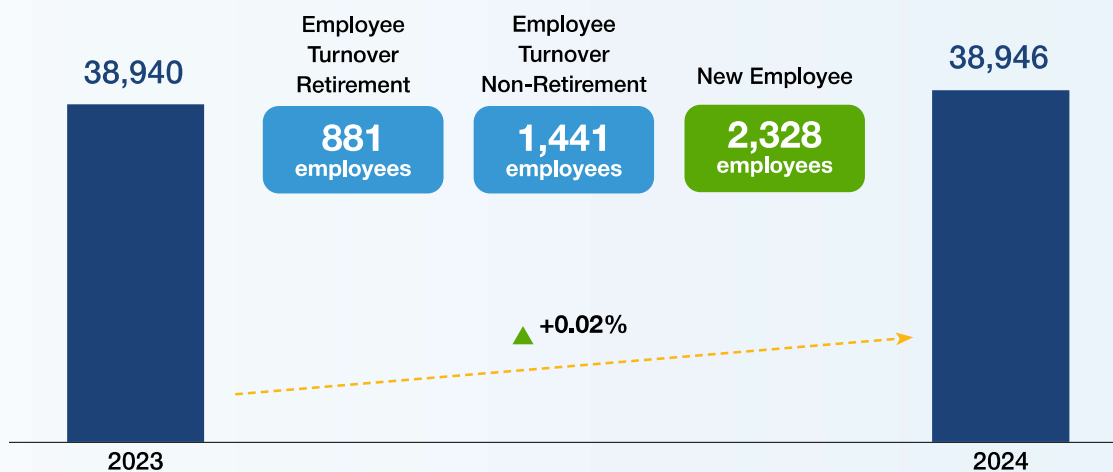 38,940
Employee
Turnover
Retirement
881
employees
Employee
Turnover
Non-Retirement
1,441
employees
New Employee
2,328
employees
38,946
+0.02%
2023
2024